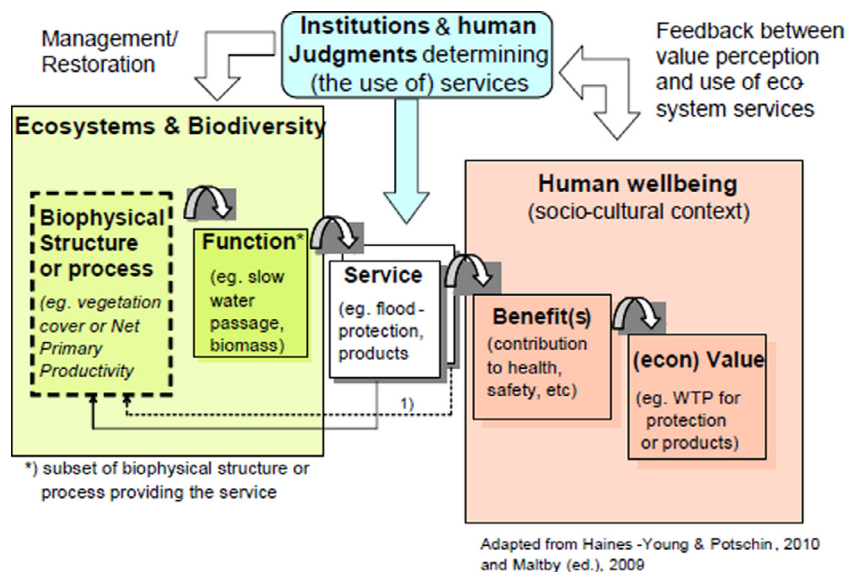 Management/
Restoration
Institutions & human
Judgments determining
(the use of) services
Feedback between
value perception
and use of eco
system services
Ecosystems & Biodiversity
Biophysical
Structure
or process
(eg. vegetation
cover or Net
Primary
Productivity)
Function*
(eg. slow
water
passage,
biomass)
Service
(eg. flood-
protection,
products
1)
Human wellbeing
(socio-cultural context)
Benefit(s)
(contribution
to health,
safety, etc)
(econ) Value
(eg. WTP for
protection
or products)
*) subset of biophysical structure or
process providing the service
Adapted from Haines-Young & Potschin, 2010
and Maltby (ed.), 2009